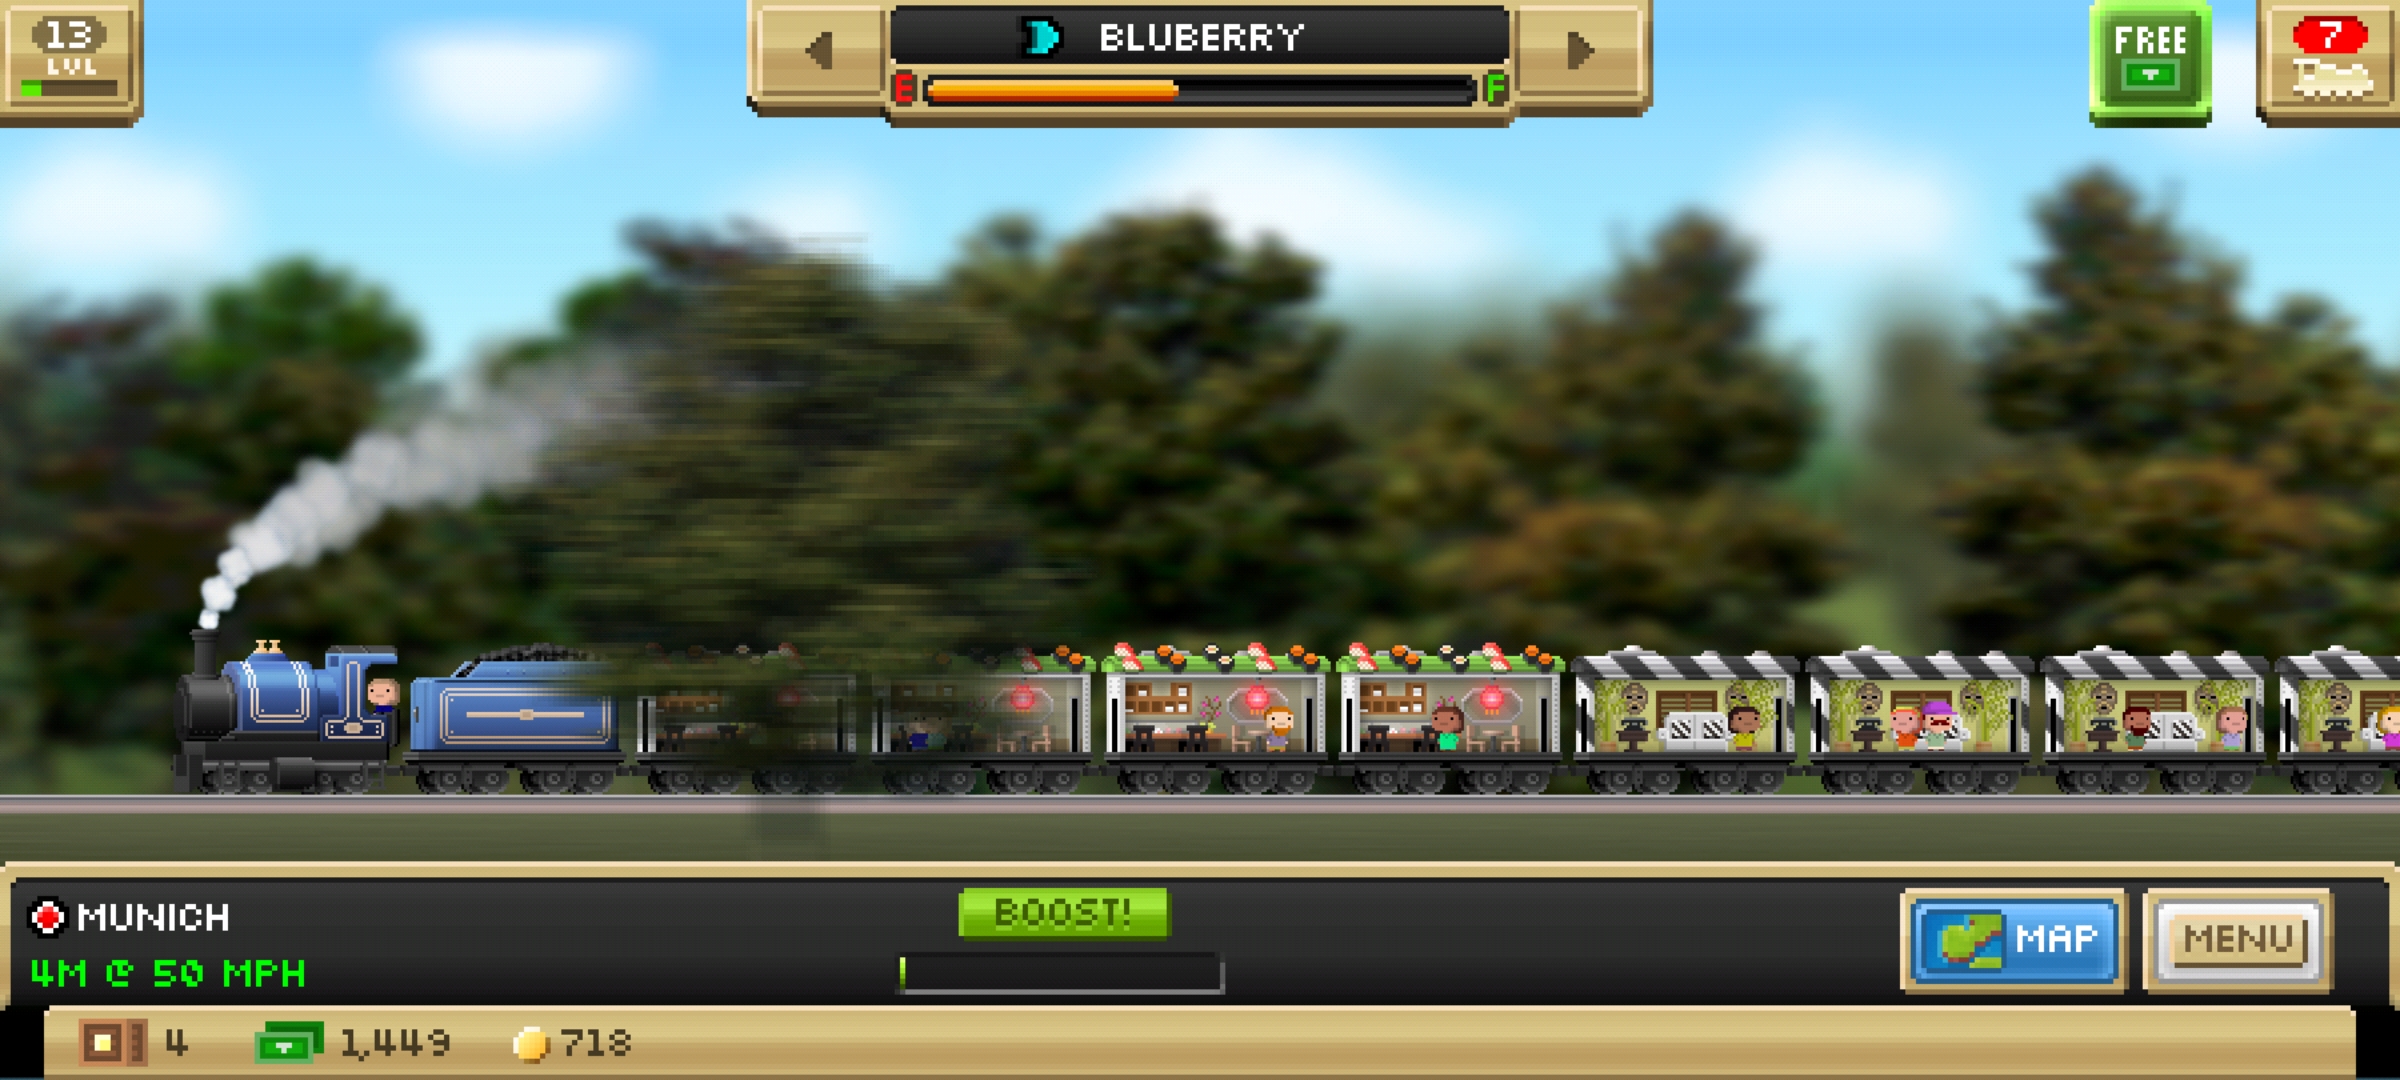 13
LVL
BLUBERRY
E F
FREE
7
MUNICH
4M @ 50 MPH
BOOST!
MAP
MENU
4
1,449
718